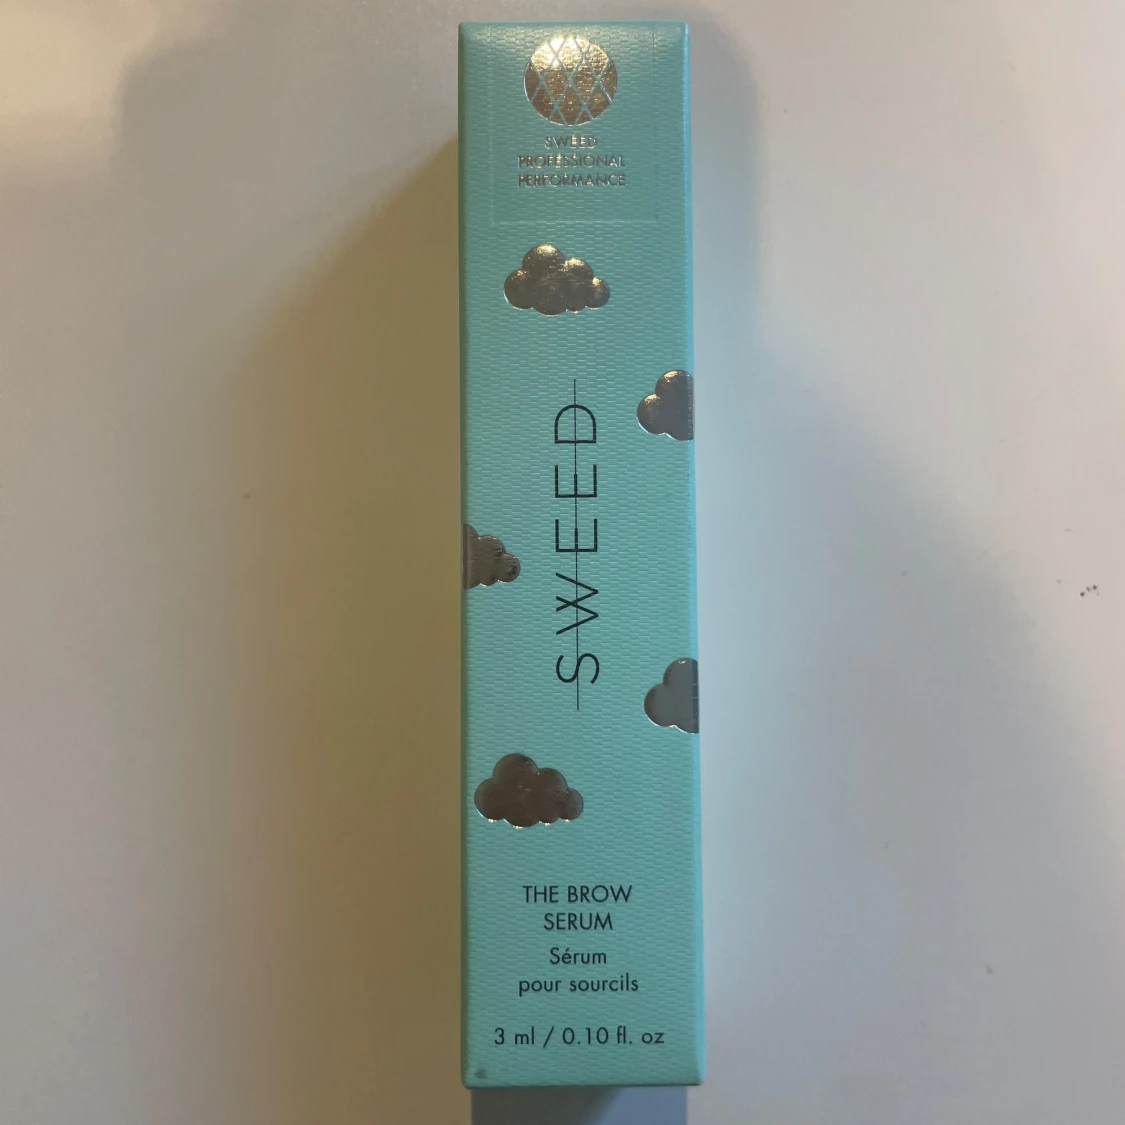 SWEED
PROFESSIONAL
PERFORMANCE
SWEED
THE BROW
SERUM
Sérum
pour sourcils
3 ml / 0.10 fl. oz